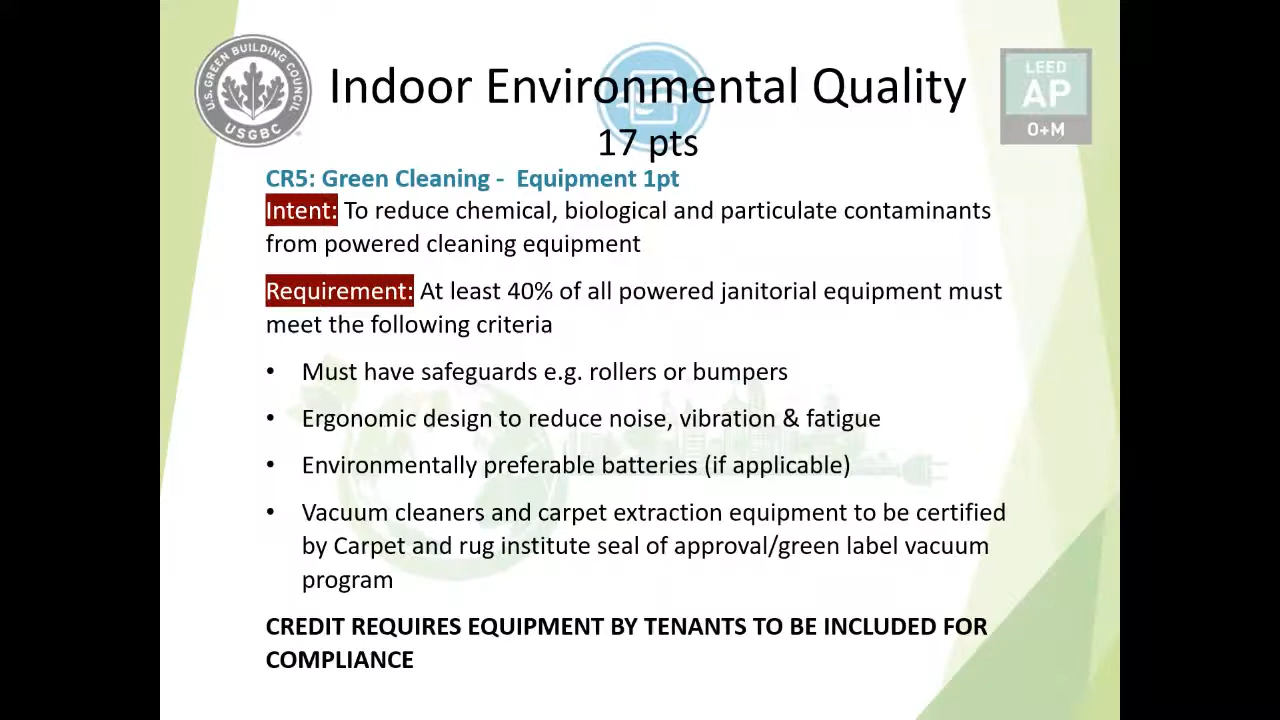 U.S. GREEN BUILDING COUNCIL
USGBC
Indoor Environmental Quality
17 pts
LEED
AP
O+M
CR5: Green Cleaning - Equipment 1pt
Intent: To reduce chemical, biological and particulate contaminants
from powered cleaning equipment
Requirement: At least 40% of all powered janitorial equipment must
meet the following criteria
• Must have safeguards e.g. rollers or bumpers
• Ergonomic design to reduce noise, vibration & fatigue
• Environmentally preferable batteries (if applicable)
• Vacuum cleaners and carpet extraction equipment to be certified
by Carpet and rug institute seal of approval/green label vacuum
program
CREDIT REQUIRES EQUIPMENT BY TENANTS TO BE INCLUDED FOR
COMPLIANCE